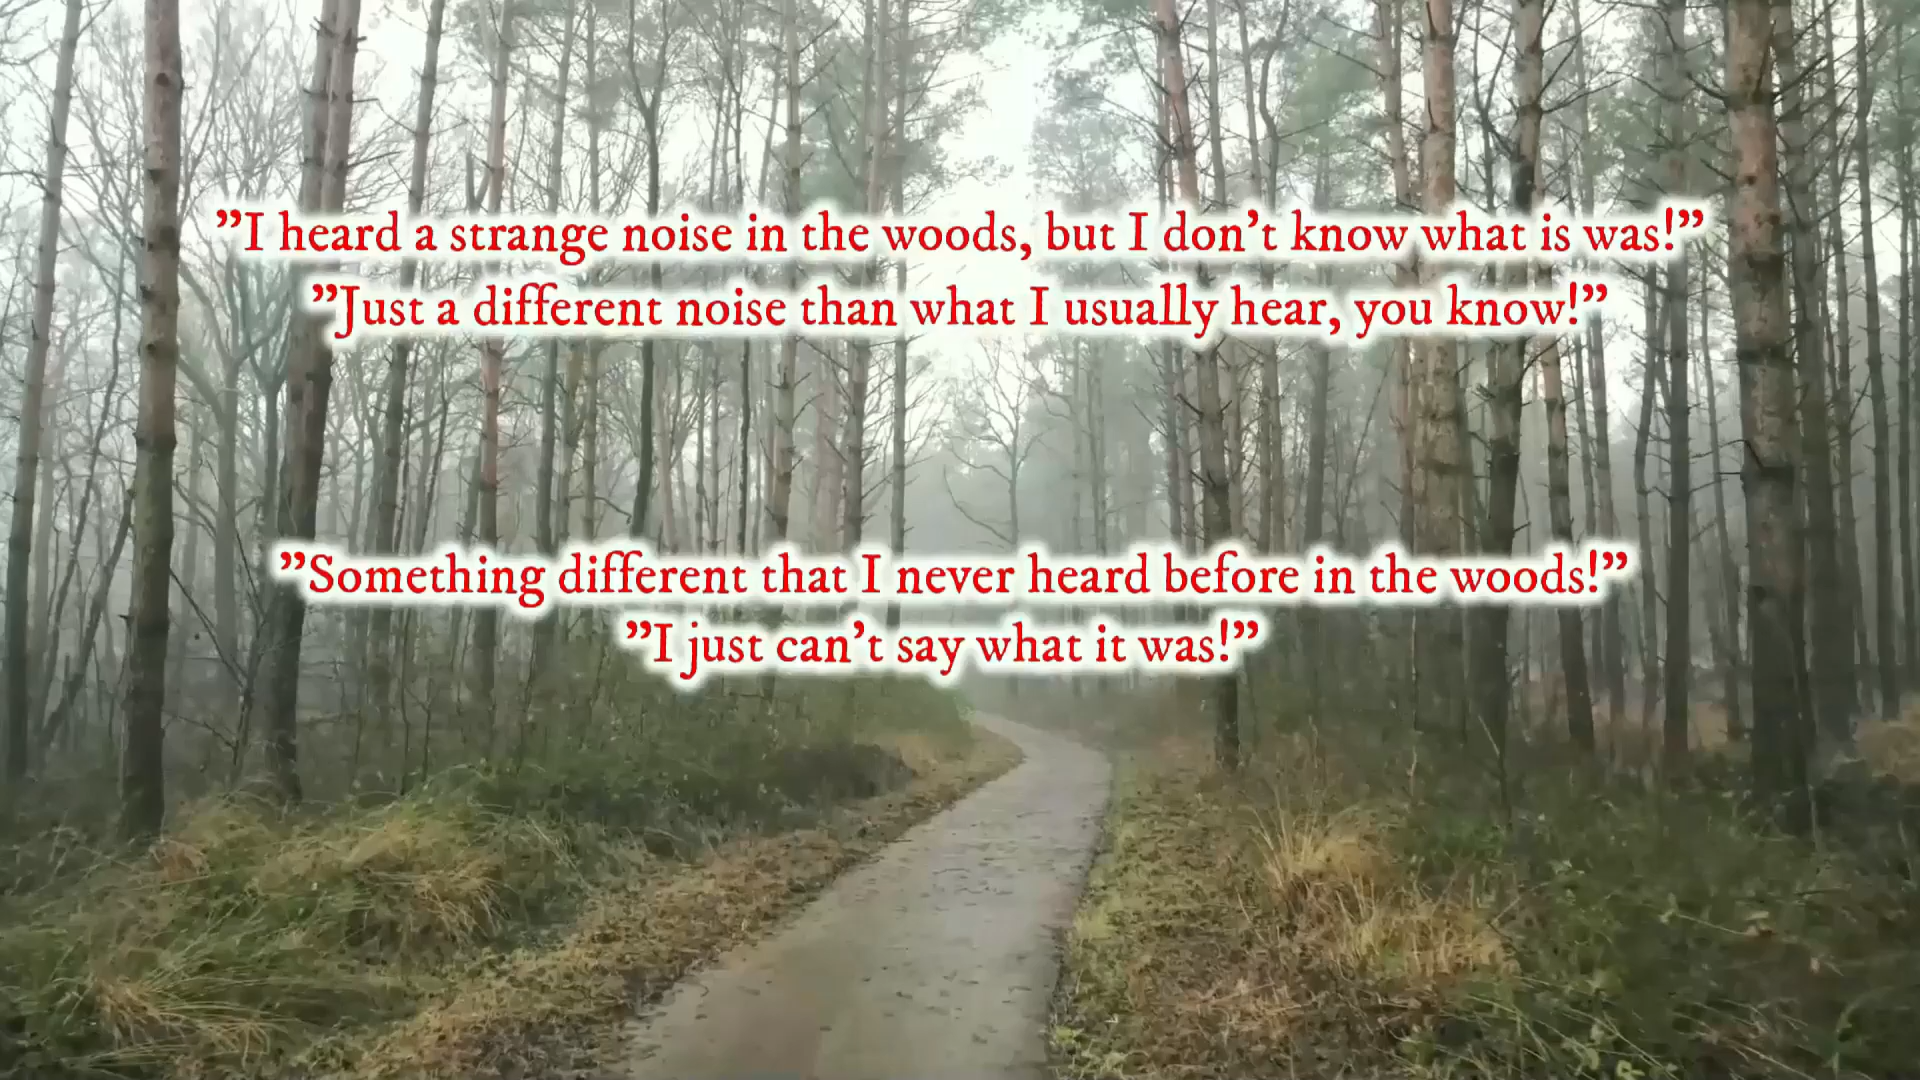 ”I heard a strange noise in the woods, but I don’t know what is was!”
”Just a different noise than what I usually hear, you know!”
”Something different that I never heard before in the woods!”
”I just can’t say what it was!”